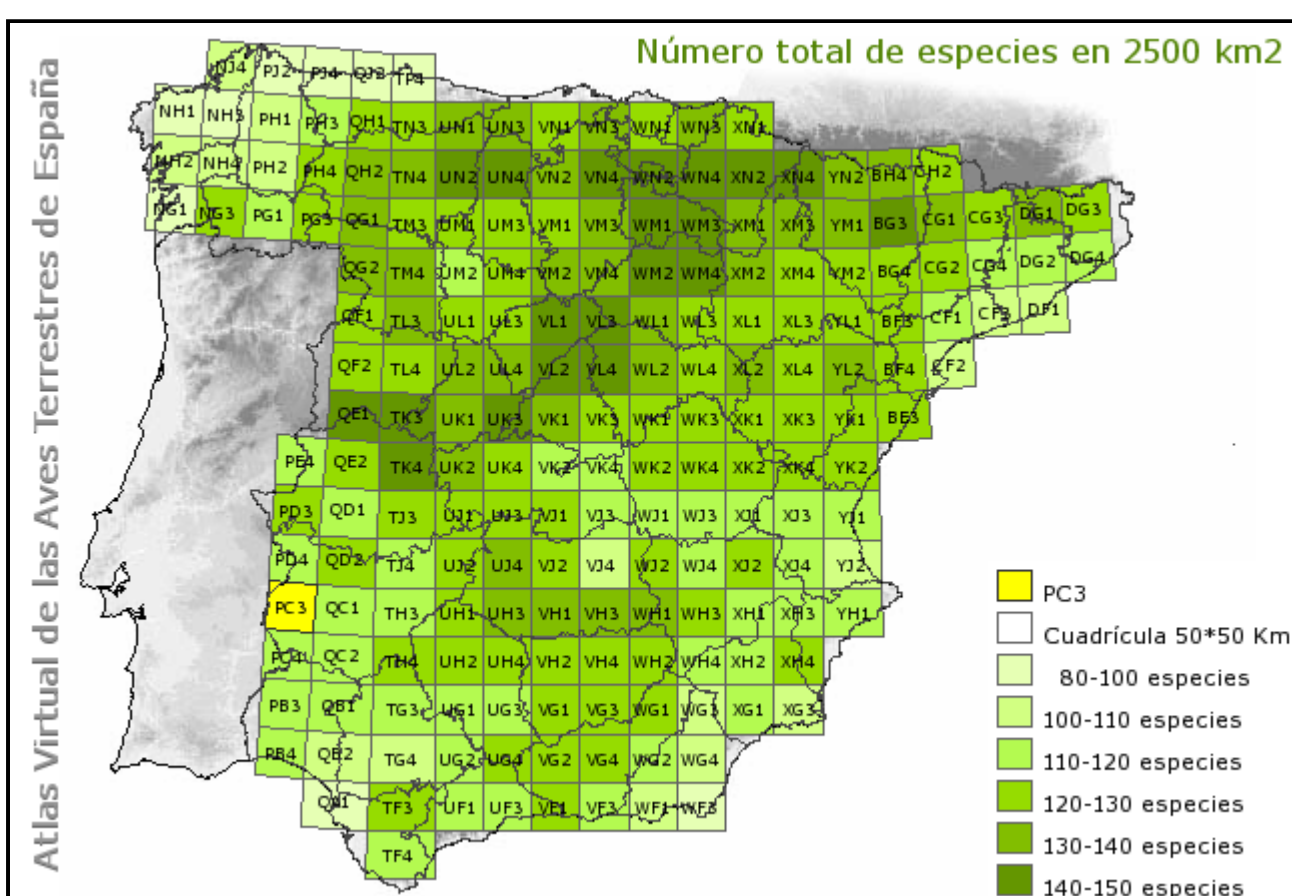 Atlas Virtual de las Aves Terrestres de España
Número total de especies en 2500 km2
NJ4 PJ2 PJ4 QJ2 TP4
NH1 NH3 PH1 PH3 QH1 TN3 UN1 UN3 VN1 VN3 WN1 WN3 XN1
NH2 NH4 PH2 PH4 QH2 TN4 UN2 UN4 VN2 VN4 WN2 WN4 XN2 XN4 YN2 BH4 CH2
NG1 NG3 PG1 PG3 QG1 TM3 UM1 UM3 VM1 VM3 WM1 WM3 XM1 XM3 YM1 BG3 CG1 CG3 DG1 DG3
QG2 TM4 UM2 UM4 VM2 VM4 WM2 WM4 XM2 XM4 YM2 BG4 CG2 CG4 DG2 DG4
QF1 TL3 UL1 UL3 VL1 VL3 WL1 WL3 XL1 XL3 YL1 BF3 CF1 CF3 DF1
QF2 TL4 UL2 UL4 VL2 VL4 WL2 WL4 XL2 XL4 YL2 BF4 CF2
QE1 TK3 UK1 UK3 VK1 VK3 WK1 WK3 XK1 XK3 YK1 BE3
PE4 QE2 TK4 UK2 UK4 VK2 VK4 WK2 WK4 XK2 XK4 YK2
PD3 QD1 TJ3 UJ1 UJ3 VJ1 VJ3 WJ1 WJ3 XJ1 XJ3 YJ1
PD4 QD2 TJ4 UJ2 UJ4 VJ2 VJ4 WJ2 WJ4 XJ2 XJ4 YJ2
PC3 QC1 TH3 UH1 UH3 VH1 VH3 WH1 WH3 XH1 XH3 YH1
PC4 QC2 TH4 UH2 UH4 VH2 VH4 WH2 WH4 XH2 XH4
PB3 QB1 TG3 UG1 UG3 VG1 VG3 WG1 WG3 XG1 XG3
PB4 QB2 TG4 UG2 UG4 VG2 VG4 WG2 WG4
QA1 TF3 UF1 UF3 VF1 VF3 WF1 WF3
TF4
PC3
Cuadrícula 50*50 Km
80-100 especies
100-110 especies
110-120 especies
120-130 especies
130-140 especies
140-150 especies